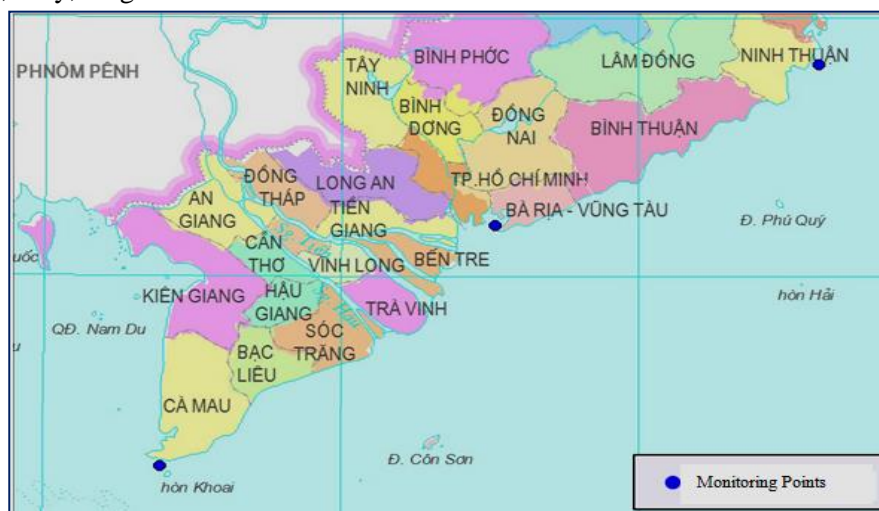 PHNÔM PÊNH
BÌNH PHỚC
LÂM ĐỒNG
NINH THUẬN
TÂY
NINH
BÌNH
DƠNG
ĐỒNG
NAI
BÌNH THUẬN
ĐỒNG
THÁP
LONG AN
TP.HỒ CHÍ MINH
AN
GIANG
TIỀN
GIANG
BÀ RỊA - VŨNG TÀU
Đ. Phú Quý
CẦN
THƠ
VĨNH LONG
BẾN TRE
KIÊN GIANG
HẬU
GIANG
TRÀ VINH
hòn Hải
QĐ. Nam Du
SÓC
TRĂNG
BẠC
LIÊU
CÀ MAU
Đ. Côn Sơn
hòn Khoai
Monitoring Points